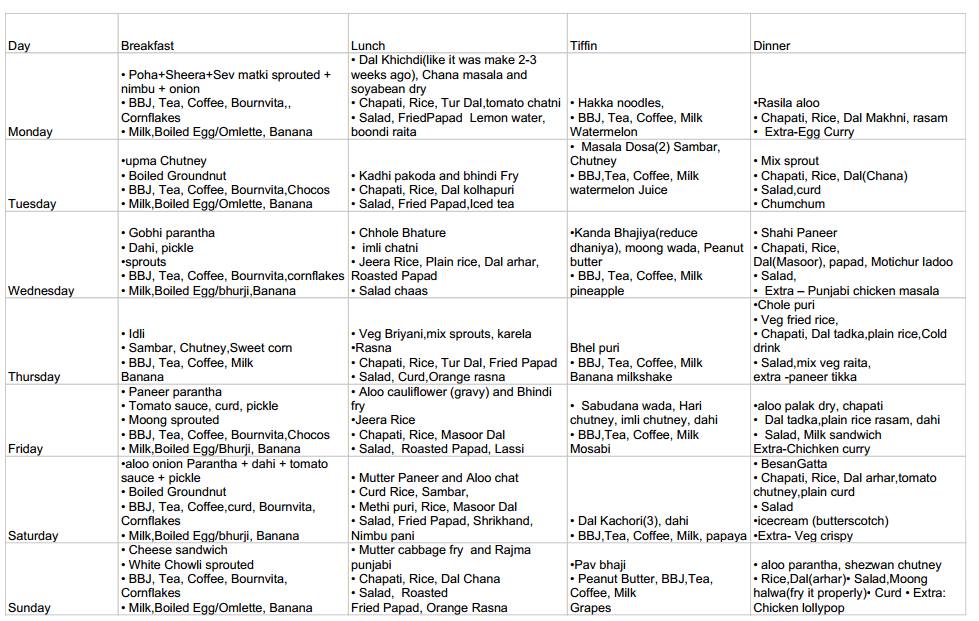 Day Breakfast Lunch Tiffin Dinner
Monday
• Poha+Sheera+Sev matki sprouted +
nimbu + onion
• BBJ, Tea, Coffee, Bournvita,,
Cornflakes
• Milk,Boiled Egg/Omlette, Banana
• Dal Khichdi(like it was make 2-3
weeks ago), Chana masala and
soyabean dry
• Chapati, Rice, Tur Dal,tomato chatni
• Salad, FriedPapad  Lemon water,
boondi raita
• Hakka noodles,
• BBJ, Tea, Coffee, Milk
Watermelon
•Rasila aloo
• Chapati, Rice, Dal Makhni, rasam
•  Extra-Egg Curry
Tuesday
•upma Chutney
• Boiled Groundnut
• BBJ, Tea, Coffee, Bournvita,Chocos
• Milk,Boiled Egg/Omlette, Banana
• Kadhi pakoda and bhindi Fry
• Chapati, Rice, Dal kolhapuri
• Salad, Fried Papad,Iced tea
•  Masala Dosa(2) Sambar,
Chutney
• BBJ,Tea, Coffee, Milk
watermelon Juice
• Mix sprout
• Chapati, Rice, Dal(Chana)
• Salad,curd
• Chumchum
Wednesday
• Gobhi parantha
• Dahi, pickle
•sprouts
• BBJ, Tea, Coffee, Bournvita,cornflakes
• Milk,Boiled Egg/bhurji,Banana
• Chhole Bhature
•  imli chatni
• Jeera Rice, Plain rice, Dal arhar,
Roasted Papad
• Salad chaas
•Kanda Bhajiya(reduce
dhaniya), moong wada, Peanut
butter
• BBJ, Tea, Coffee, Milk
pineapple
• Shahi Paneer
• Chapati, Rice,
Dal(Masoor), papad, Motichur ladoo
• Salad,
•  Extra – Punjabi chicken masala
Thursday
• Idli
• Sambar, Chutney,Sweet corn
• BBJ, Tea, Coffee, Milk
Banana
• Veg Briyani,mix sprouts, karela
•Rasna
• Chapati, Rice, Tur Dal, Fried Papad
• Salad, Curd,Orange rasna
Bhel puri
• BBJ, Tea, Coffee, Milk
Banana milkshake
•Chole puri
• Veg fried rice,
• Chapati, Dal tadka,plain rice,Cold
drink
• Salad,mix veg raita,
extra -paneer tikka
Friday
• Paneer parantha
• Tomato sauce, curd, pickle
• Moong sprouted
• BBJ, Tea, Coffee, Bournvita,Chocos
• Milk,Boiled Egg/Bhurji, Banana
• Aloo cauliflower (gravy) and Bhindi
fry
•Jeera Rice
• Chapati, Rice, Masoor Dal
• Salad,  Roasted Papad, Lassi
•  Sabudana wada, Hari
chutney, imli chutney, dahi
• BBJ,Tea, Coffee, Milk
Mosabi
•aloo palak dry, chapati
•  Dal tadka,plain rice rasam, dahi
•  Salad, Milk sandwich
Extra-Chichken curry
Saturday
•aloo onion Parantha + dahi + tomato
sauce + pickle
• Boiled Groundnut
• BBJ, Tea, Coffee,curd, Bournvita,
Cornflakes
• Milk,Boiled Egg/bhurji, Banana
• Mutter Paneer and Aloo chat
• Curd Rice, Sambar,
• Methi puri, Rice, Masoor Dal
• Salad, Fried Papad, Shrikhand,
Nimbu pani
• Dal Kachori(3), dahi
• BBJ,Tea, Coffee, Milk, papaya
• BesanGatta
• Chapati, Rice, Dal arhar,tomato
chutney,plain curd
• Salad
•icecream (butterscotch)
•Extra- Veg crispy
Sunday
• Cheese sandwich
• White Chowli sprouted
• BBJ, Tea, Coffee, Bournvita,
Cornflakes
• Milk,Boiled Egg/Omlette, Banana
• Mutter cabbage fry  and Rajma
punjabi
• Chapati, Rice, Dal Chana
• Salad,  Roasted
Fried Papad, Orange Rasna
•Pav bhaji
• Peanut Butter, BBJ,Tea,
Coffee, Milk
Grapes
• aloo parantha, shezwan chutney
• Rice,Dal(arhar)• Salad,Moong
halwa(fry it properly)• Curd • Extra:
Chicken lollypop